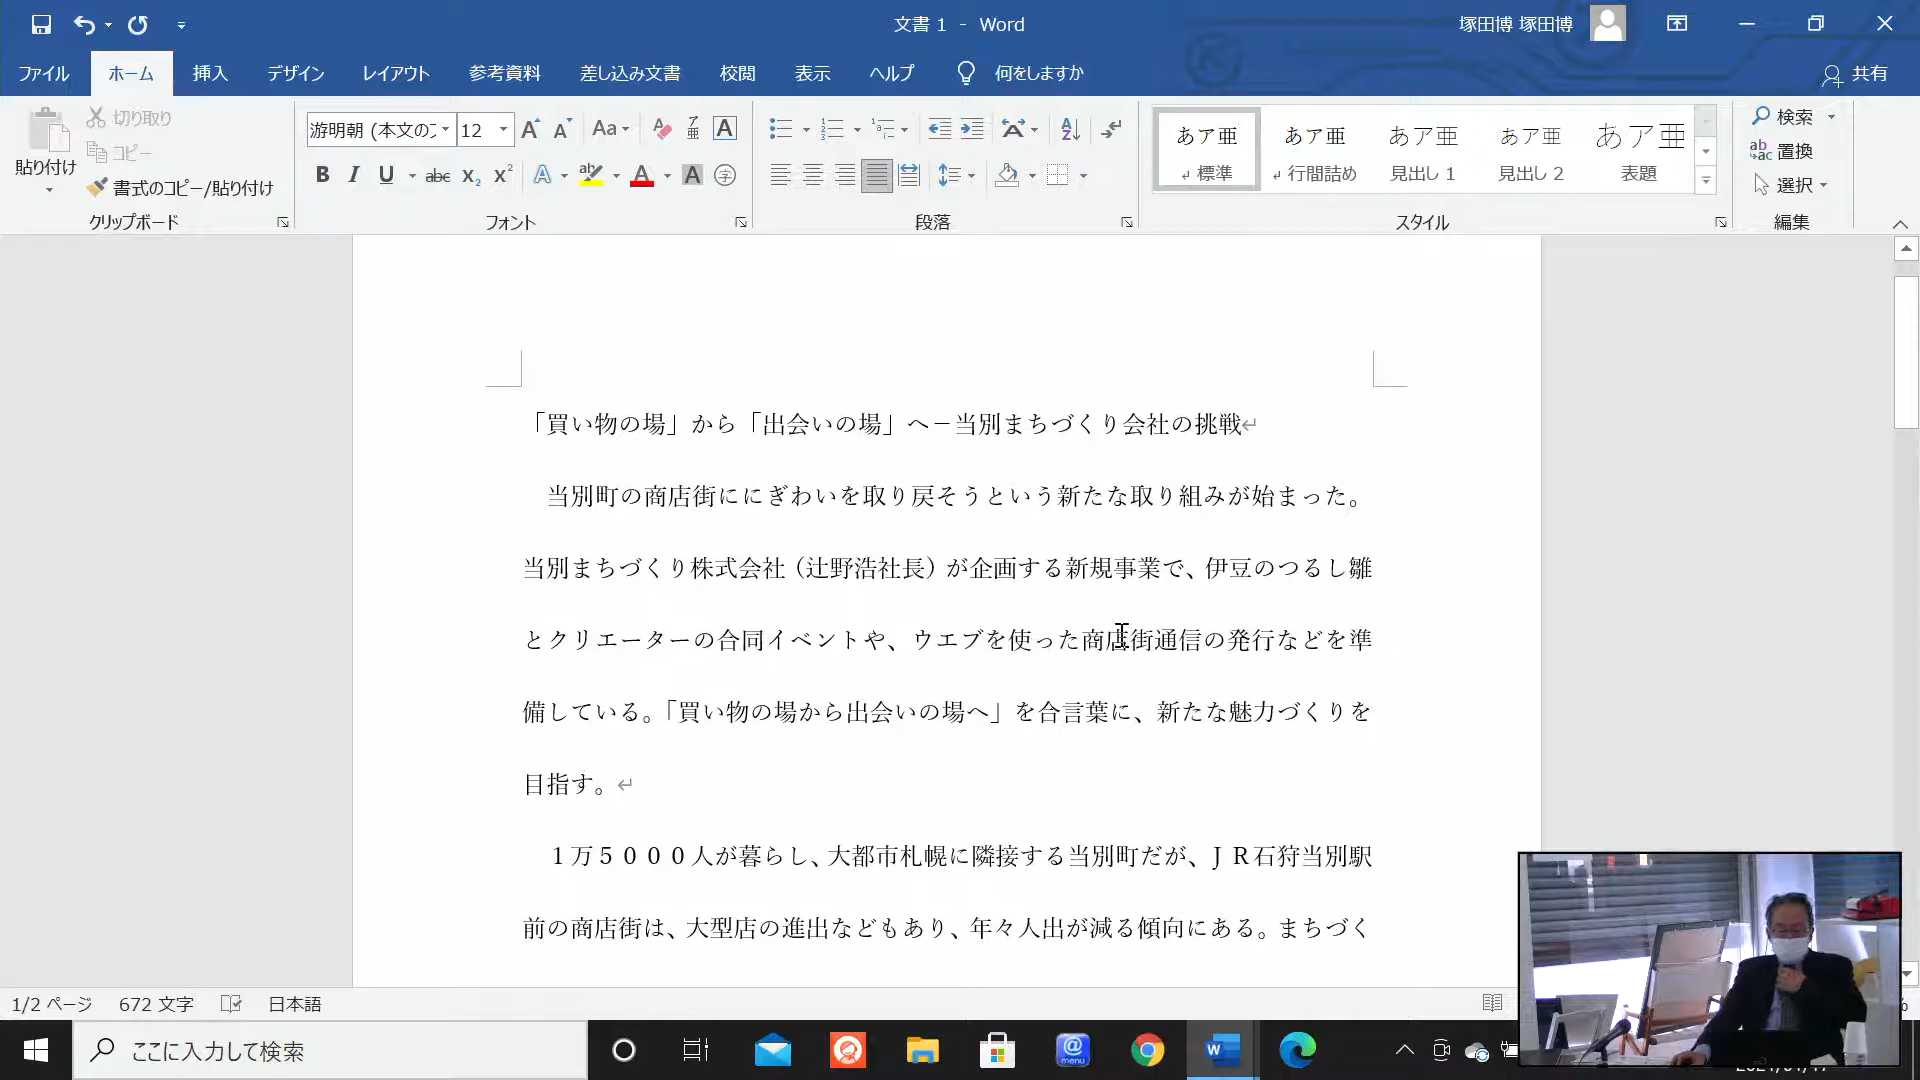 文書 1 - Word
塚田博 塚田博
ファイル ホーム 挿入 デザイン レイアウト 参考資料 差し込み文書 校閲 表示 ヘルプ 何をしますか 共有
貼り付け
切り取り
コピー
書式のコピー/貼り付け
クリップボード
游明朝 (本文の 12
フォント
段落
あア亜 標準
あア亜 行間詰め
あア亜 見出し 1
あア亜 見出し 2
あア亜 表題
スタイル
検索
置換
選択
編集
「買い物の場」から「出会いの場」へ－当別まちづくり会社の挑戦
当別町の商店街ににぎわいを取り戻そうという新たな取り組みが始まった。
当別まちづくり株式会社（辻野浩社長）が企画する新規事業で、伊豆のつるし雛
とクリエーターの合同イベントや、ウエブを使った商店街通信の発行などを準
備している。「買い物の場から出会いの場へ」を合言葉に、新たな魅力づくりを
目指す。
１万５０００人が暮らし、大都市札幌に隣接する当別町だが、ＪＲ石狩当別駅
前の商店街は、大型店の進出などもあり、年々人出が減る傾向にある。まちづく
1/2 ページ 672 文字 日本語
ここに入力して検索